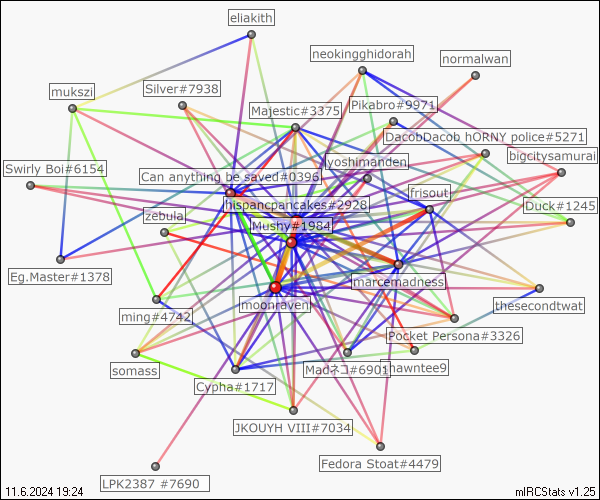 eliakith
neokingghidorah
normalwan
mukszi
Silver#7938
Majestic#3375
Pikabro#9971
DacobDacob hORNY police#5271
bigcitysamurai
yoshimanden
Swirly Boi#6154
Can anything be saved#0396
frisout
hispancpancakes#2928
Duck#1245
zebula
Mushy#1984
Eg.Master#1378
marcemadness
moonraven
thesecondtwat
ming#4742
Pocket Persona#3326
somass
Madネコ#6901
hawntee9
Cypha#1717
JKOUYH VIII#7034
Fedora Stoat#4479
LPK2387 #7690
11.6.2024 19:24
mIRCStats v1.25